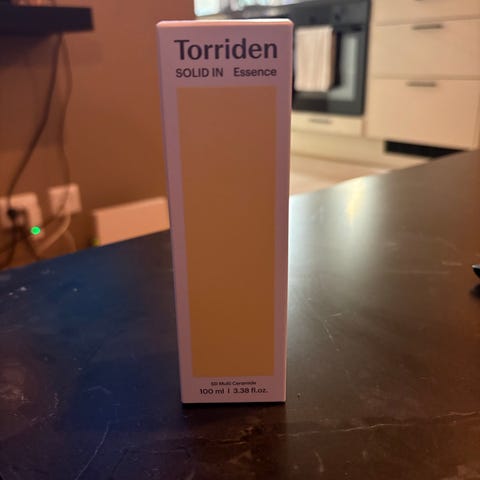 Torriden
SOLID IN Essence
5D Multi Ceramide
100 ml | 3.38 fl.oz.